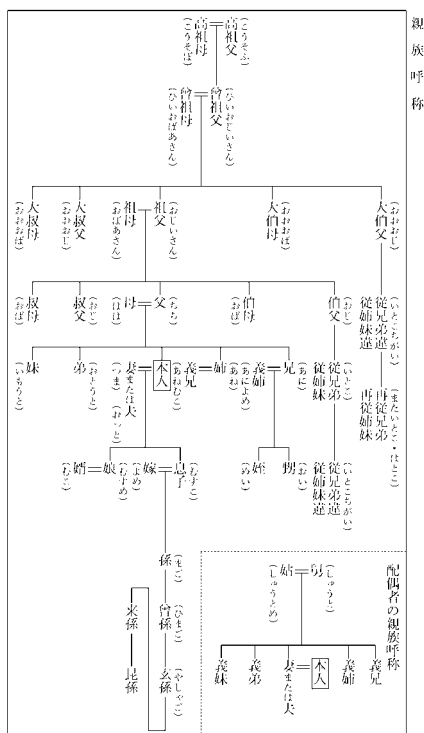 親族呼称
高祖父
(こうそふ)
高祖母
(こうそぼ)
曾祖父
(ひいおじいさん)
曾祖母
(ひいおばあさん)
大伯父
(おおおじ)
大伯母
(おおおば)
祖父
(おじいさん)
祖母
(おばあさん)
大叔父
(おおおじ)
大叔母
(おおおば)
従兄弟違
従姉妹違
(いとこちがい)
伯父
(おじ)
伯母
(おば)
父
(ちち)
母
(はは)
叔父
(おじ)
叔母
(おば)
再従兄弟
再従姉妹
(またいとこ・はとこ)
従兄弟
従姉妹
(いとこ)
兄
(あに)
義姉
(あによめ)
姉
(あね)
義兄
(あねむこ)
本人
妻または夫
(つま) (おっと)
弟
(おとうと)
妹
(いもうと)
従兄弟違
従姉妹違
(いとこちがい)
甥
(おい)
姪
(めい)
息子
(むすこ)
嫁
(よめ)
娘
(むすめ)
婿
(むこ)
孫
(まご)
曾孫
(ひまご)
玄孫
(やしゃご)
来孫
昆孫
配偶者の親族呼称
舅
(しゅうと)
姑
(しゅうとめ)
義兄
義姉
本人
妻または夫
義弟
義妹